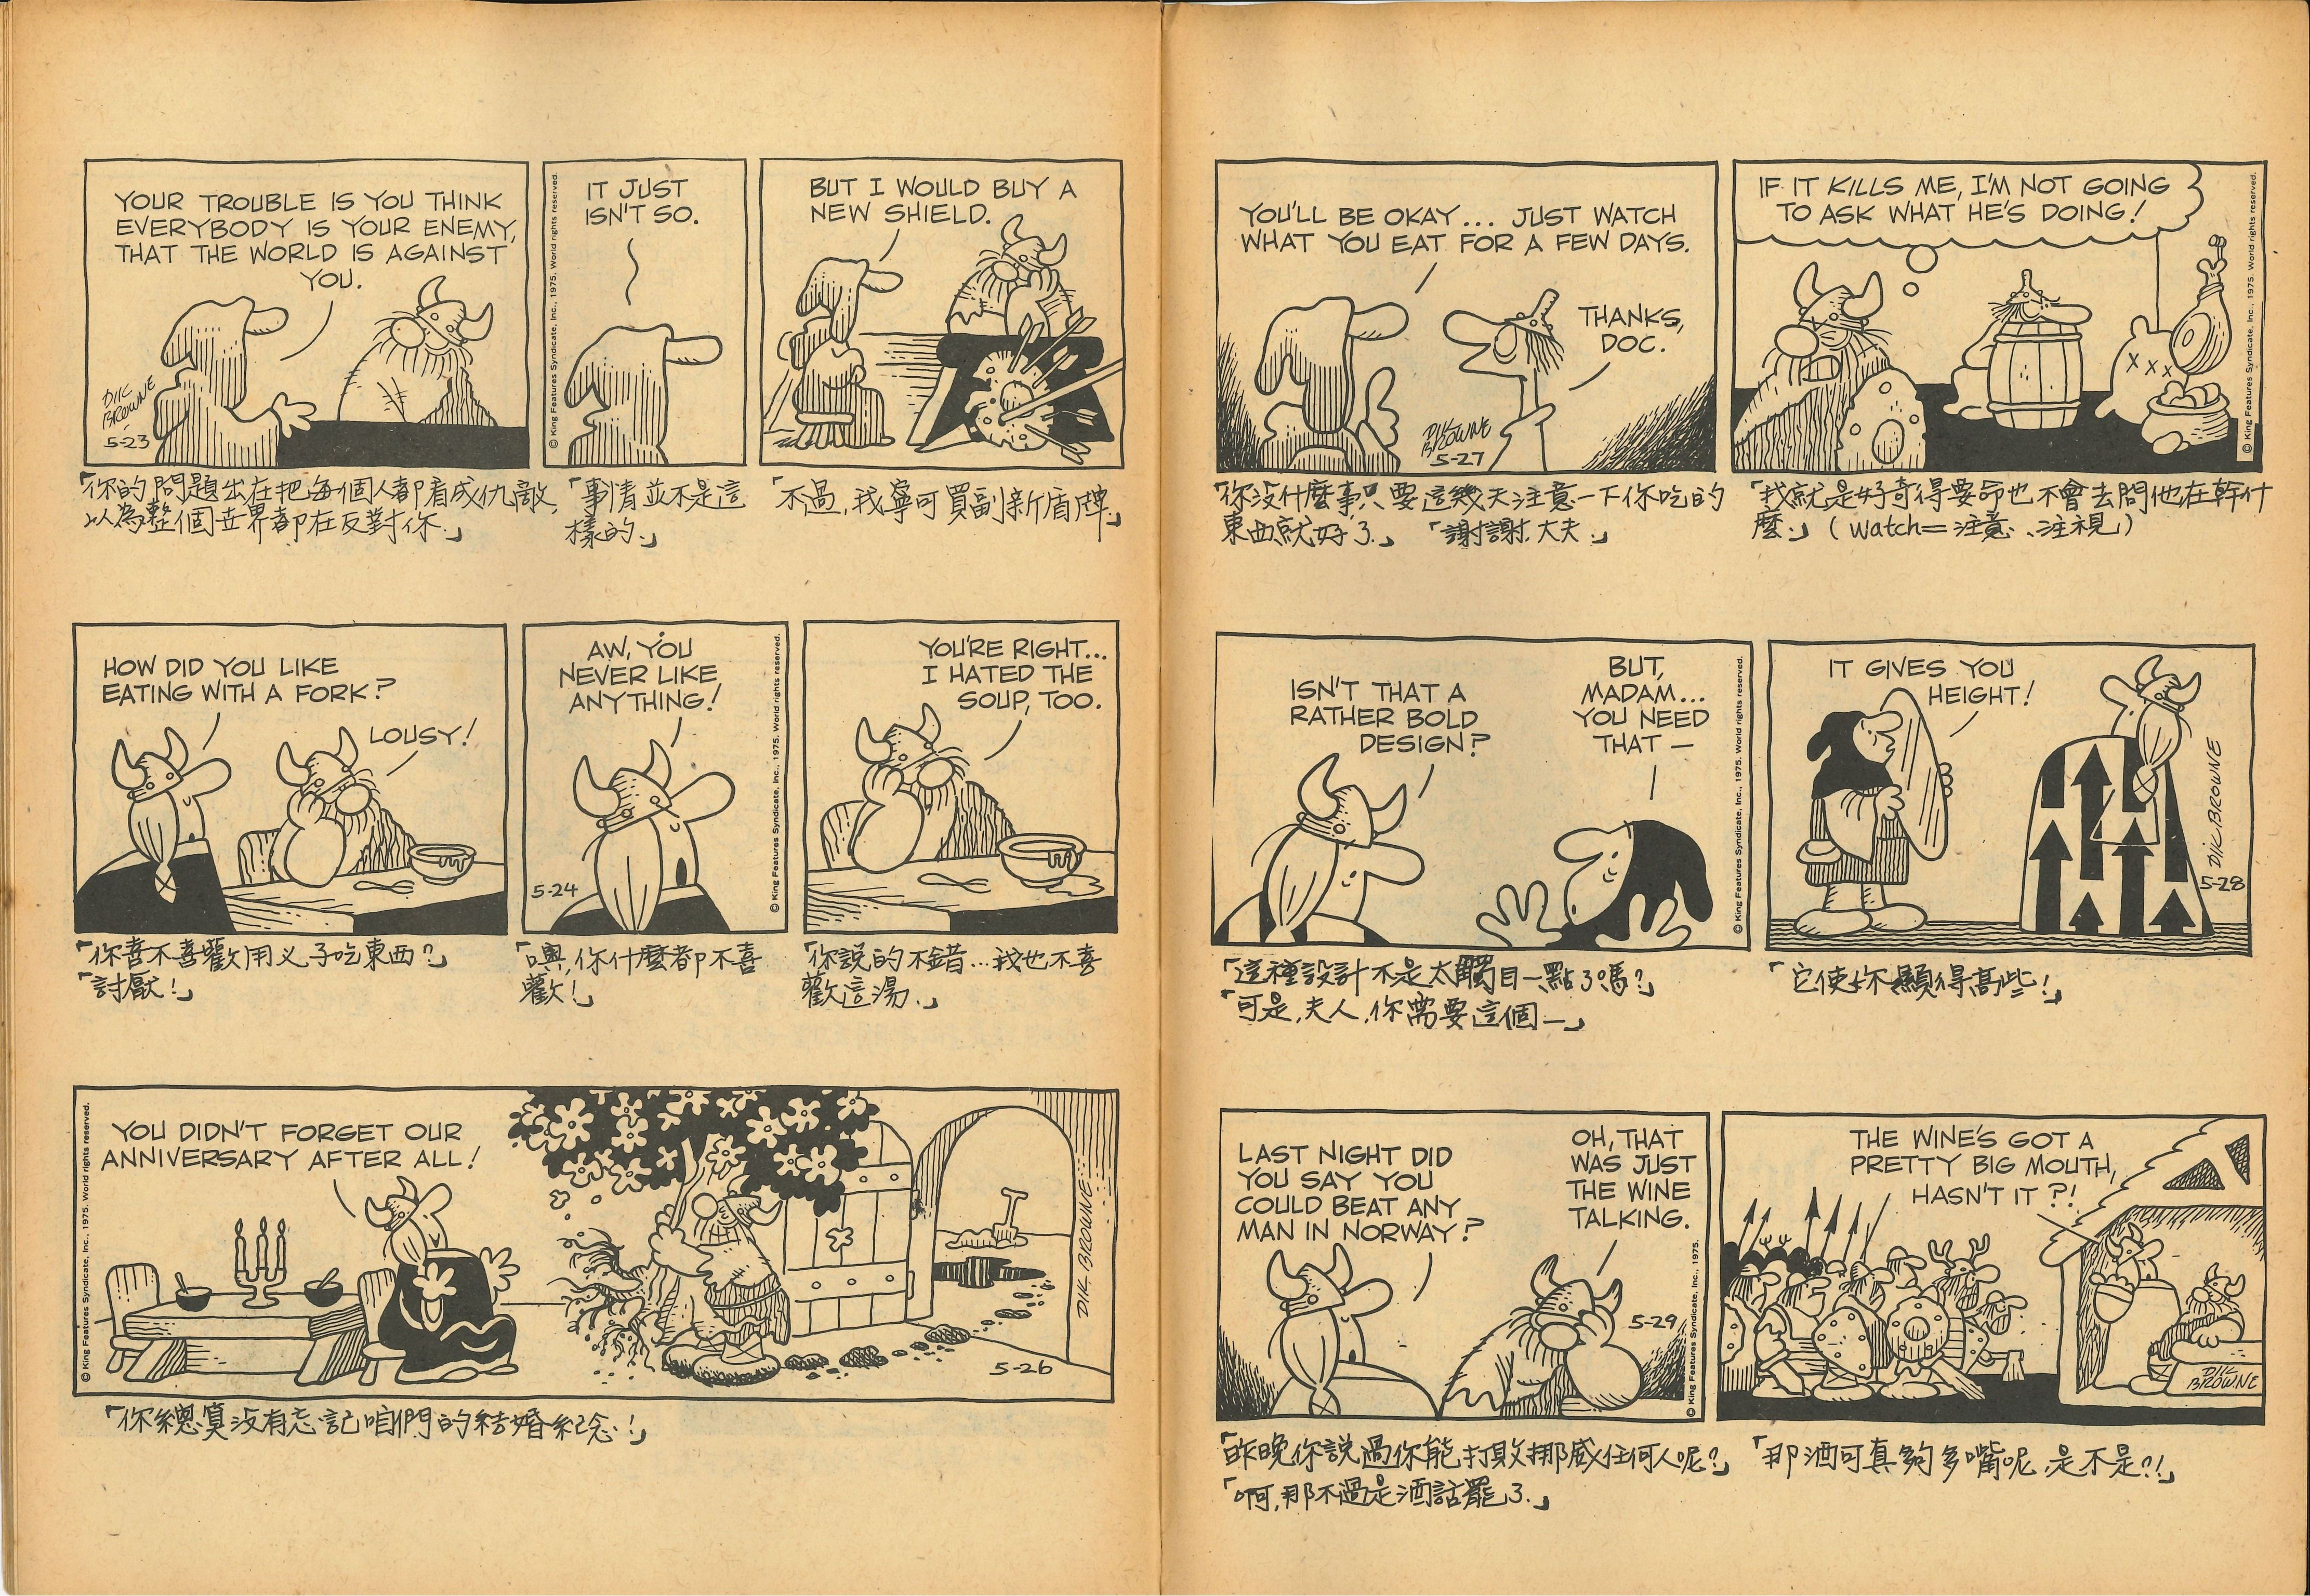 YOUR TROUBLE IS YOU THINK
EVERYBODY IS YOUR ENEMY,
THAT THE WORLD IS AGAINST
YOU.
DIK
BROWNE
5-23
© King Features Syndicate, Inc., 1975. World rights reserved.
IT JUST
ISN'T SO.
BUT I WOULD BUY A
NEW SHIELD.
「你的問題出在把每個人都看成仇敵,
以為整個世界都在反對你.」
「事情並不是這
樣的.」
「不過,我寧可買副新盾牌.」
HOW DID YOU LIKE
EATING WITH A FORK?
LOUSY!
AW, YOU
NEVER LIKE
ANYTHING!
5-24
© King Features Syndicate, Inc., 1975. World rights reserved.
YOU'RE RIGHT...
I HATED THE
SOUP, TOO.
「你喜不喜歡用义子吃東西?」
「討厭!」
「噢,你什麼都不喜
歡!」
「你說的不錯...我也不喜
歡這湯.」
© King Features Syndicate, Inc., 1975. World rights reserved.
YOU DIDN'T FORGET OUR
ANNIVERSARY AFTER ALL!
DIK BROWNE
5-26
「你總算沒有忘記咱們的結婚紀念!」
YOU'LL BE OKAY... JUST WATCH
WHAT YOU EAT FOR A FEW DAYS.
THANKS,
DOC.
DIK
BROWNE
5-27
IF IT KILLS ME, I'M NOT GOING
TO ASK WHAT HE'S DOING!
XXX
© King Features Syndicate, Inc., 1975. World rights reserved.
「你沒什麼事只要這幾天注意一下你吃的
東西就好了.」 「謝謝,大夫.」
「我就是好奇得要命也不會去問他在幹什
麼.」(Watch=注意、注視)
ISN'T THAT A
RATHER BOLD
DESIGN?
BUT,
MADAM...
YOU NEED
THAT —
© King Features Syndicate, Inc., 1975. World rights reserved.
IT GIVES YOU
HEIGHT!
DIK BROWNE
5-28
「這種設計不是太觸目一點了嗎?」
「可是,夫人,你需要這個—」
「它使妳顯得高些!」
LAST NIGHT DID
YOU SAY YOU
COULD BEAT ANY
MAN IN NORWAY?
OH, THAT
WAS JUST
THE WINE
TALKING.
5-29
© King Features Syndicate, Inc., 1975.
THE WINE'S GOT A
PRETTY BIG MOUTH,
HASN'T IT?!
DIK
BROWNE
「昨晚你說過你能打敗挪威任何人呢?」
「啊,那不過是酒話罷了.」
「那酒可真夠多嘴呢,是不是?!」